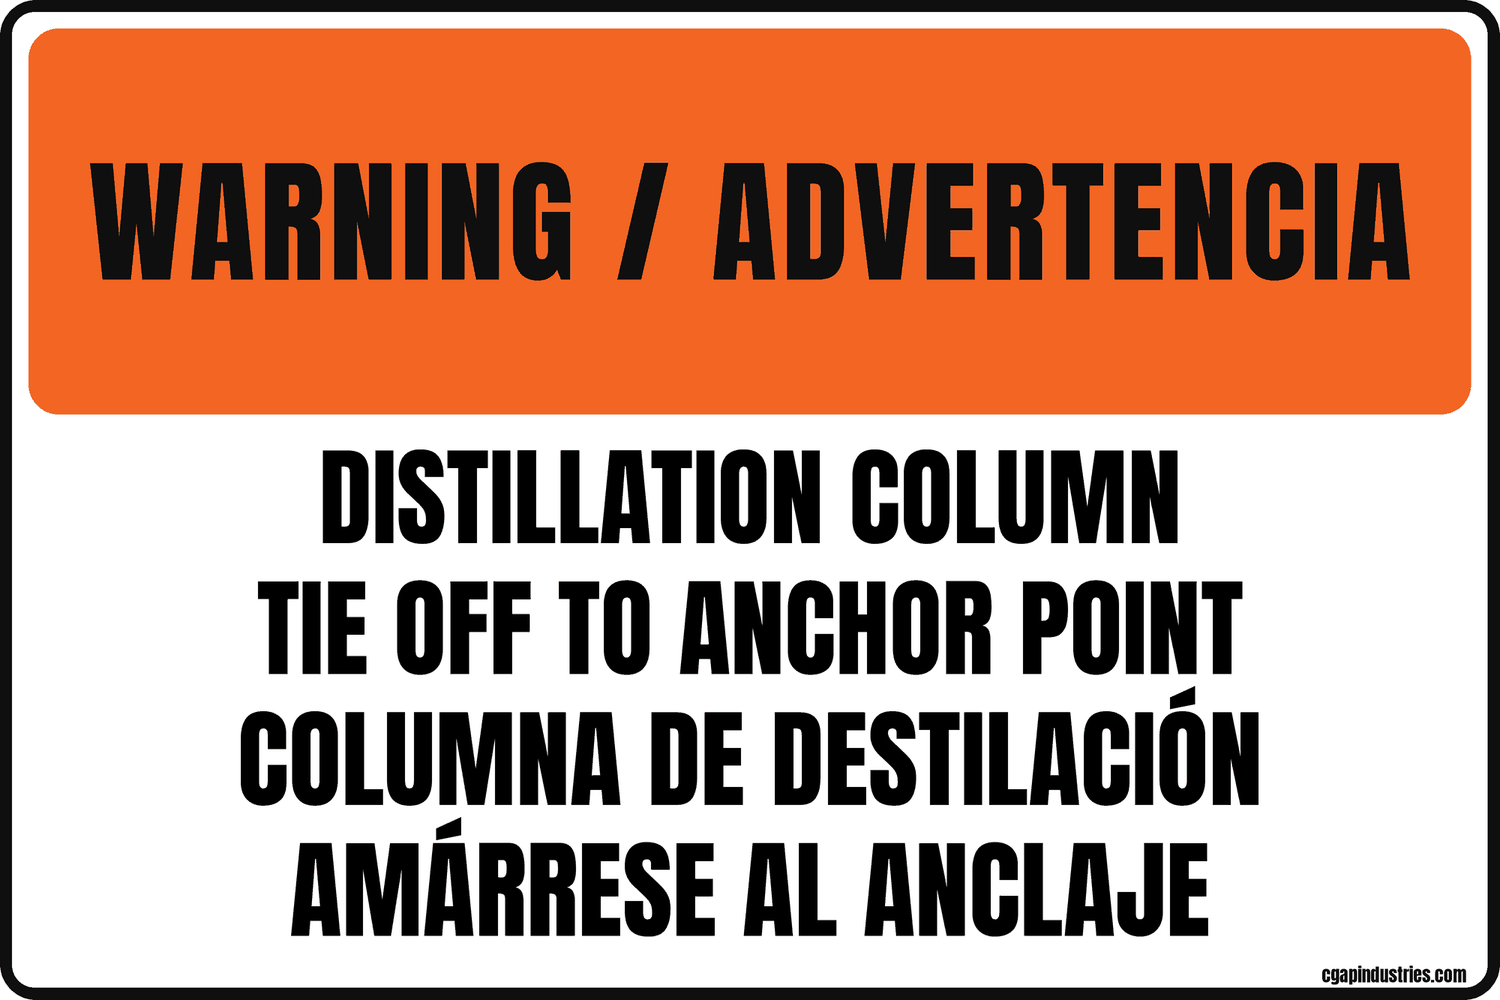 WARNING / ADVERTENCIA
DISTILLATION COLUMN
TIE OFF TO ANCHOR POINT
COLUMNA DE DESTILACIÓN
AMÁRRESE AL ANCLAJE
cgapindustries.com